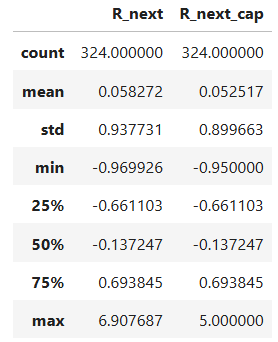 R_next R_next_cap
count 324.000000 324.000000
mean 0.058272 0.052517
std 0.937731 0.899663
min -0.969926 -0.950000
25% -0.661103 -0.661103
50% -0.137247 -0.137247
75% 0.693845 0.693845
max 6.907687 5.000000